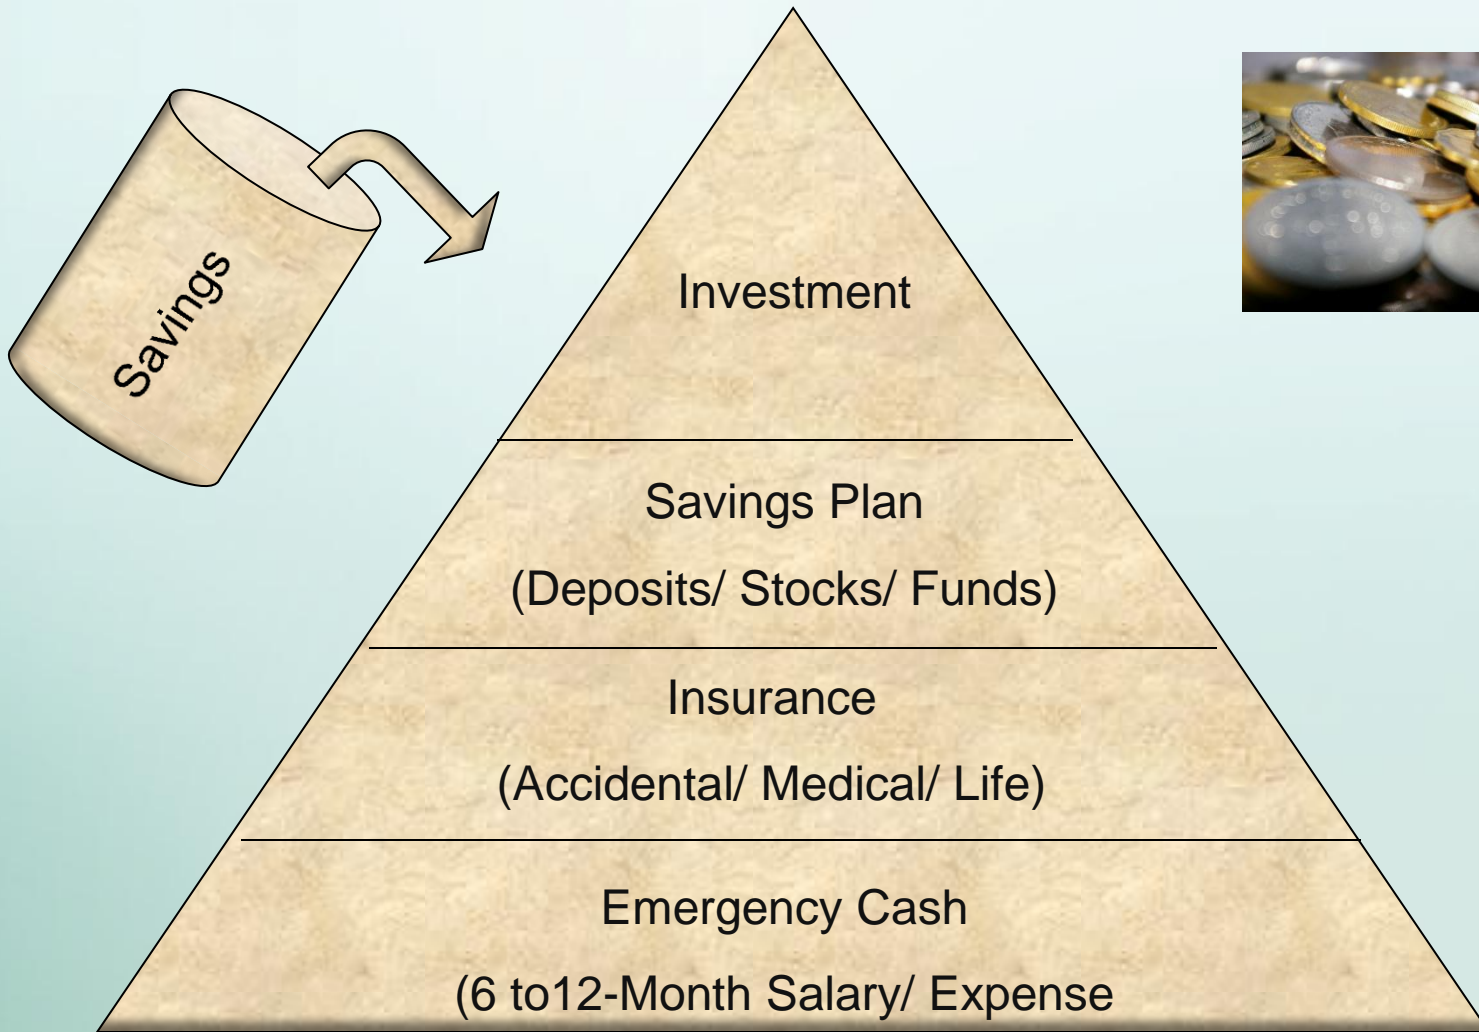 Savings
Investment
Savings Plan
(Deposits/ Stocks/ Funds)
Insurance
(Accidental/ Medical/ Life)
Emergency Cash
(6 to12-Month Salary/ Expense